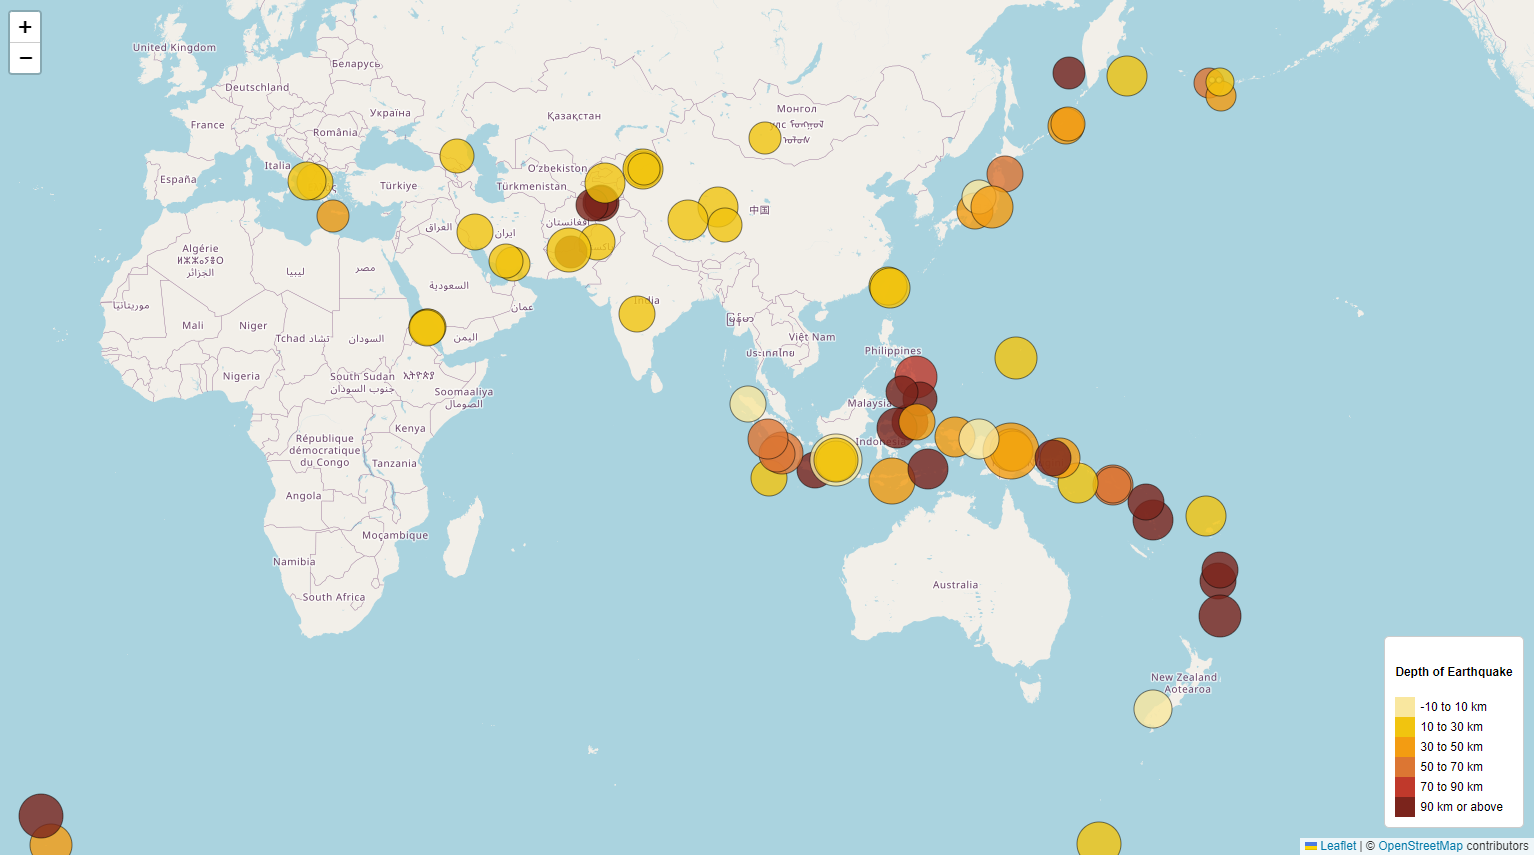 +
−
United Kingdom
Беларусь
Deutschland
Україна
France
România
Italia
España
Türkiye
Қазақстан
Монгол
O‘zbekiston
Türkmenistan
افغانستان
ایران
العراق
中国
Algérie
ⵍⵣⵣⴰⵢⴻⵔ
الجزائر
ليبيا
مصر
السعودية
عمان
اليمن
موريتانيا
Mali
Niger
Tchad تشاد
السودان
India
Việt Nam
ประเทศไทย
Philippines
Nigeria
South Sudan
جنوب السودان
Soomaaliya
الصومال
Malaysia
Kenya
Indonesia
République
démocratique
du Congo
Tanzania
Angola
Moçambique
Namibia
South Africa
Australia
New Zealand
Aotearoa
Depth of Earthquake
-10 to 10 km
10 to 30 km
30 to 50 km
50 to 70 km
70 to 90 km
90 km or above
Leaflet | © OpenStreetMap contributors